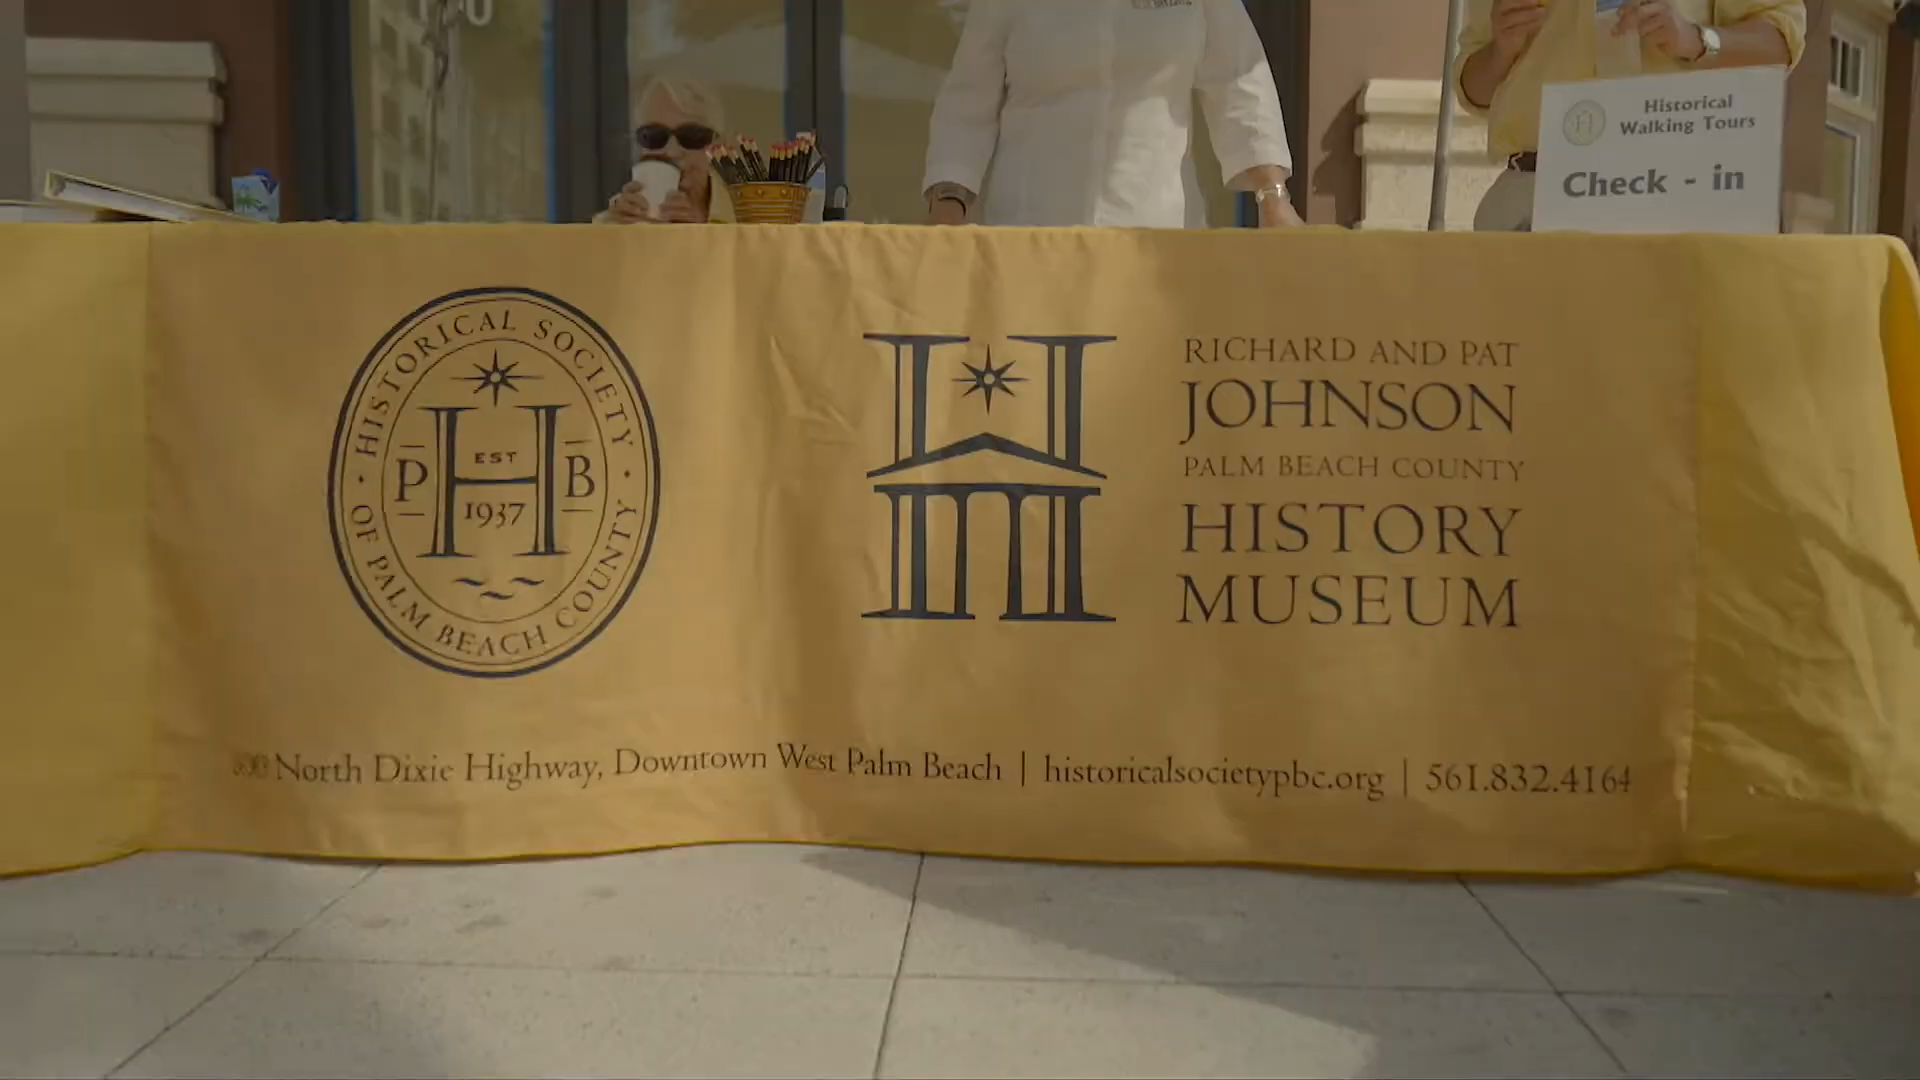 Historical
Walking Tours
Check - in
H
HISTORICAL SOCIETY
OF PALM BEACH COUNTY
P H B
EST
1937
RICHARD AND PAT
JOHNSON
PALM BEACH COUNTY
HISTORY
MUSEUM
North Dixie Highway, Downtown West Palm Beach | historicalsocietypbc.org | 561.832.4164